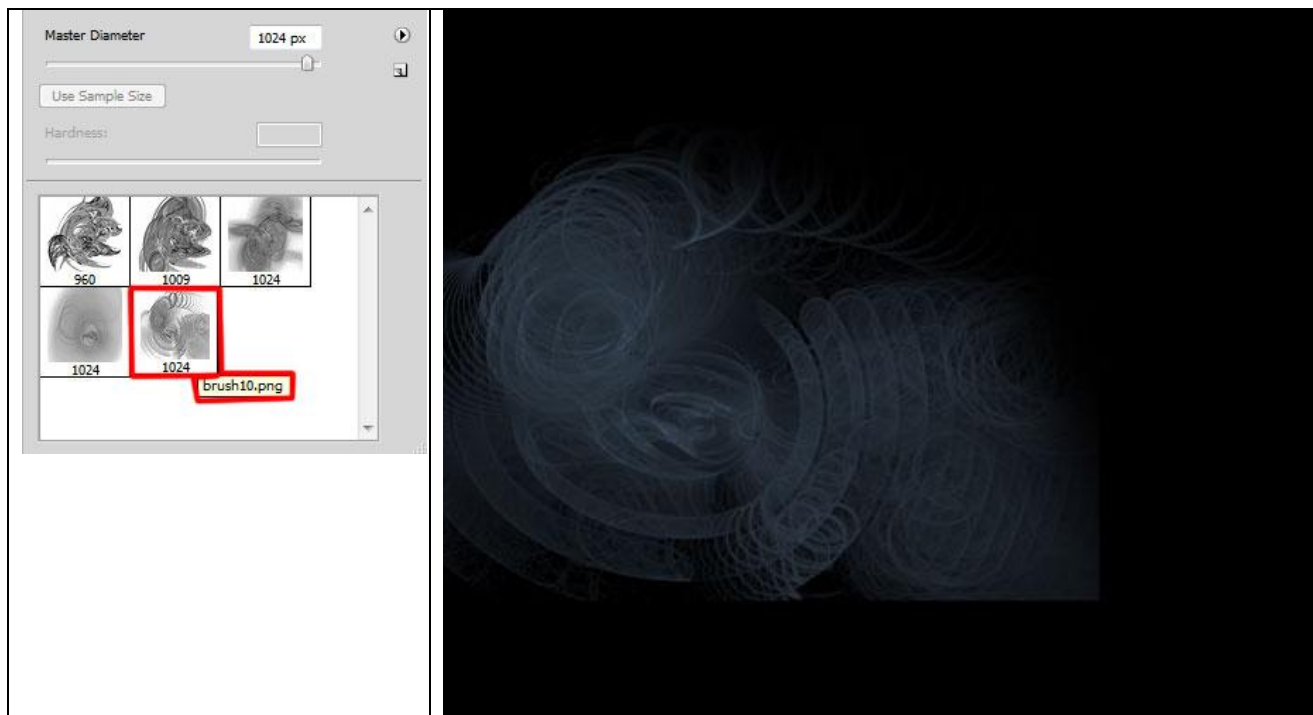 Master Diameter 1024 px
Use Sample Size
Hardness:
960 1009 1024
1024 1024
brush10.png